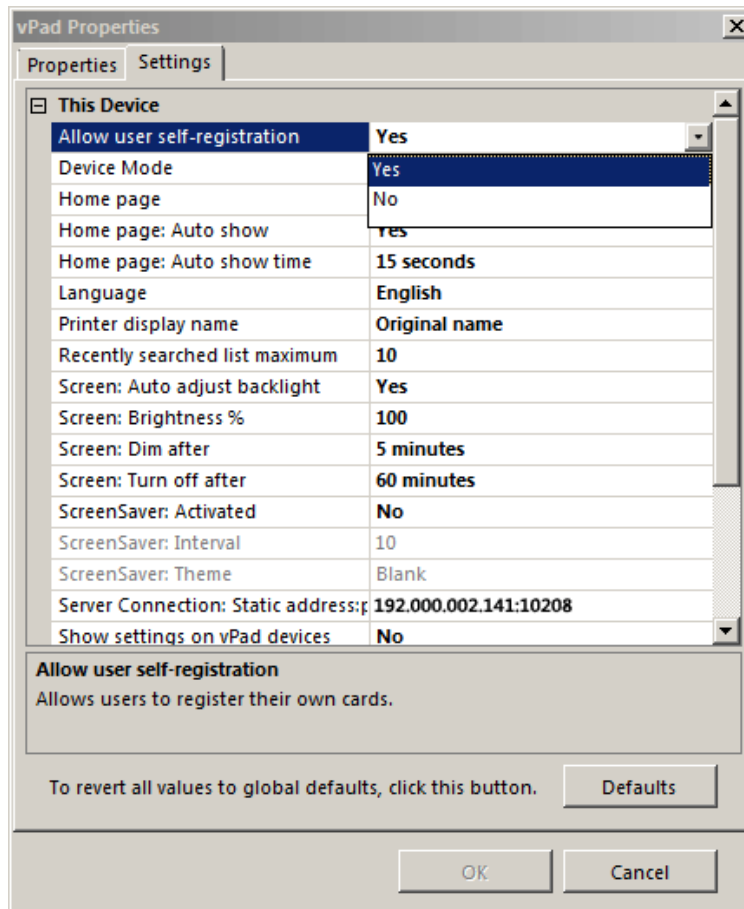 vPad Properties
Properties Settings
This Device
Allow user self-registration Yes
Device Mode Yes
Home page No
Home page: Auto show Yes
Home page: Auto show time 15 seconds
Language English
Printer display name Original name
Recently searched list maximum 10
Screen: Auto adjust backlight Yes
Screen: Brightness % 100
Screen: Dim after 5 minutes
Screen: Turn off after 60 minutes
ScreenSaver: Activated No
ScreenSaver: Interval 10
ScreenSaver: Theme Blank
Server Connection: Static address:p 192.000.002.141:10208
Show settings on vPad devices No
Allow user self-registration
Allows users to register their own cards.
To revert all values to global defaults, click this button. Defaults
OK Cancel